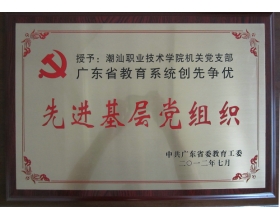 授予：潮汕职业技术学院机关党支部
广东省教育系统创先争优
先进基层党组织
中共广东省委教育工委
二〇一二年七月